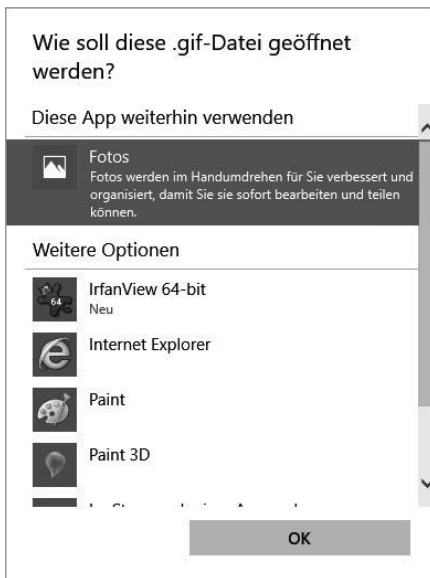 Wie soll diese .gif-Datei geöffnet
werden?
Diese App weiterhin verwenden
Fotos
Fotos werden im Handumdrehen für Sie verbessert und
organisiert, damit Sie sie sofort bearbeiten und teilen
können.
Weitere Optionen
64
IrfanView 64-bit
Neu
Internet Explorer
Paint
Paint 3D
OK